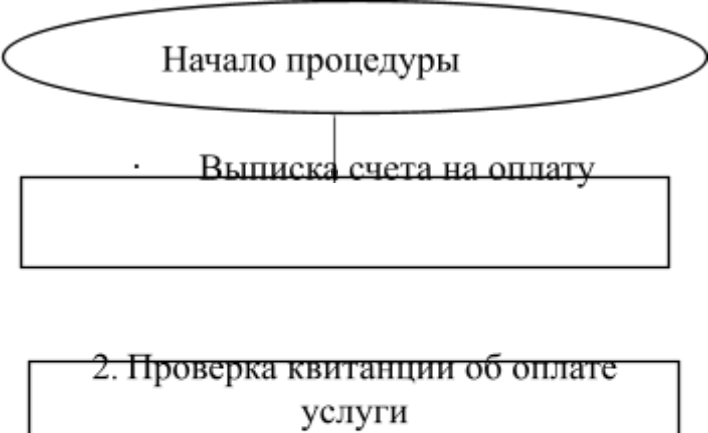 Начало процедуры
· Выписка счета на оплату
2. Проверка квитанции об оплате
услуги